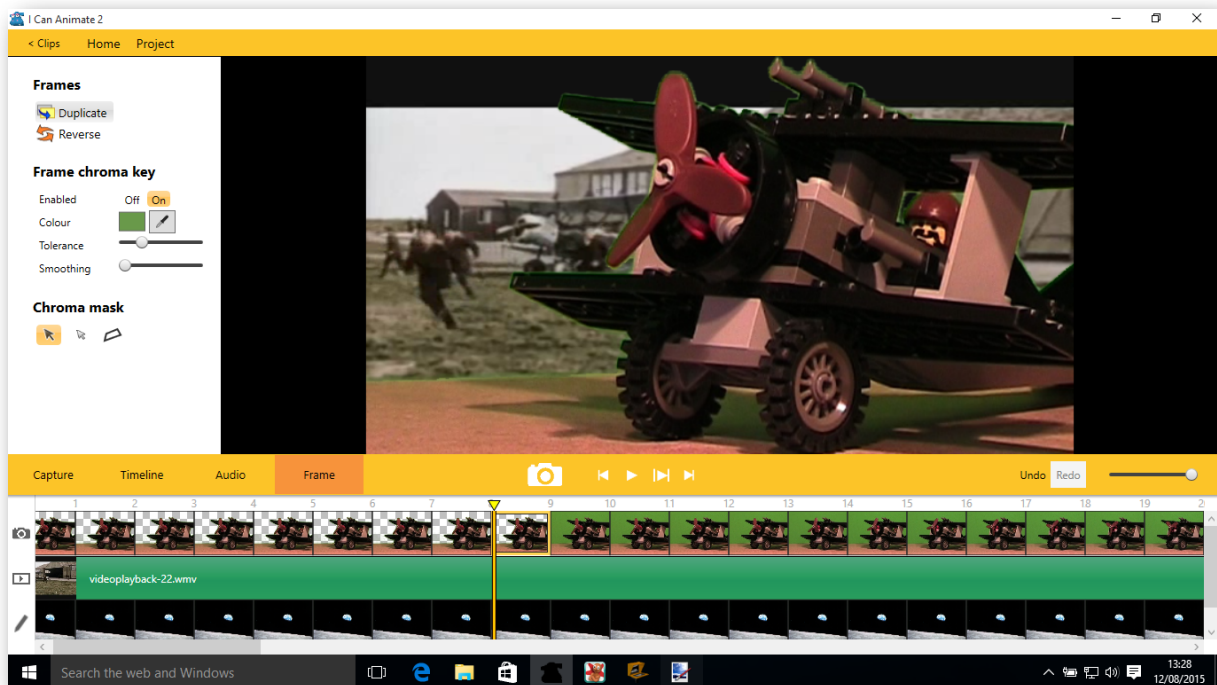 I Can Animate 2
< Clips Home Project
Frames
Duplicate
Reverse
Frame chroma key
Enabled Off On
Colour
Tolerance
Smoothing
Chroma mask
Capture Timeline Audio Frame Undo Redo
1 2 3 4 5 6 7 9 10 11 12 13 14 15 16 17 18 19 2
videoplayback-22.wmv
Search the web and Windows
13:28
12/08/2015